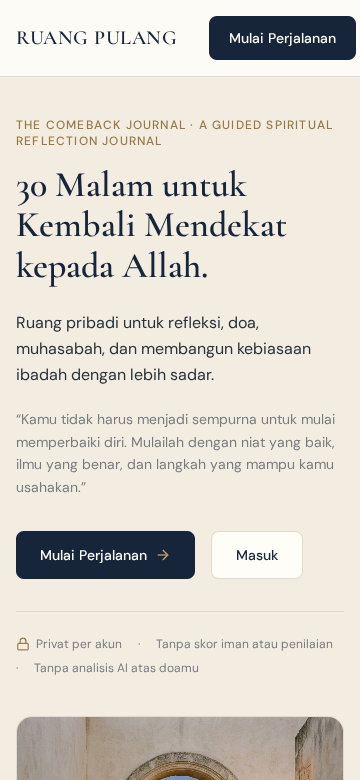 RUANG PULANG
Mulai Perjalanan
THE COMEBACK JOURNAL · A GUIDED SPIRITUAL
REFLECTION JOURNAL
30 Malam untuk
Kembali Mendekat
kepada Allah.
Ruang pribadi untuk refleksi, doa,
muhasabah, dan membangun kebiasaan
ibadah dengan lebih sadar.
“Kamu tidak harus menjadi sempurna untuk mulai
memperbaiki diri. Mulailah dengan niat yang baik,
ilmu yang benar, dan langkah yang mampu kamu
usahakan.”
Mulai Perjalanan →
Masuk
Privat per akun · Tanpa skor iman atau penilaian
· Tanpa analisis AI atas doamu